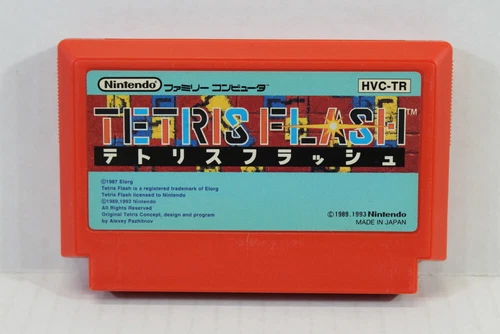 Nintendo ファミリー コンピュータ™ HVC-TR
TETRIS FLASH™
テトリスフラッシュ
©1987 Elorg
Tetris Flash is a registered trademark of Elorg
Tetris Flash licensed to Nintendo
©1989,1993 Nintendo
All Rights Reserved
Original Tetris Concept, design and program
by Alexey Pazhitnov
©1989,1993 Nintendo
MADE IN JAPAN